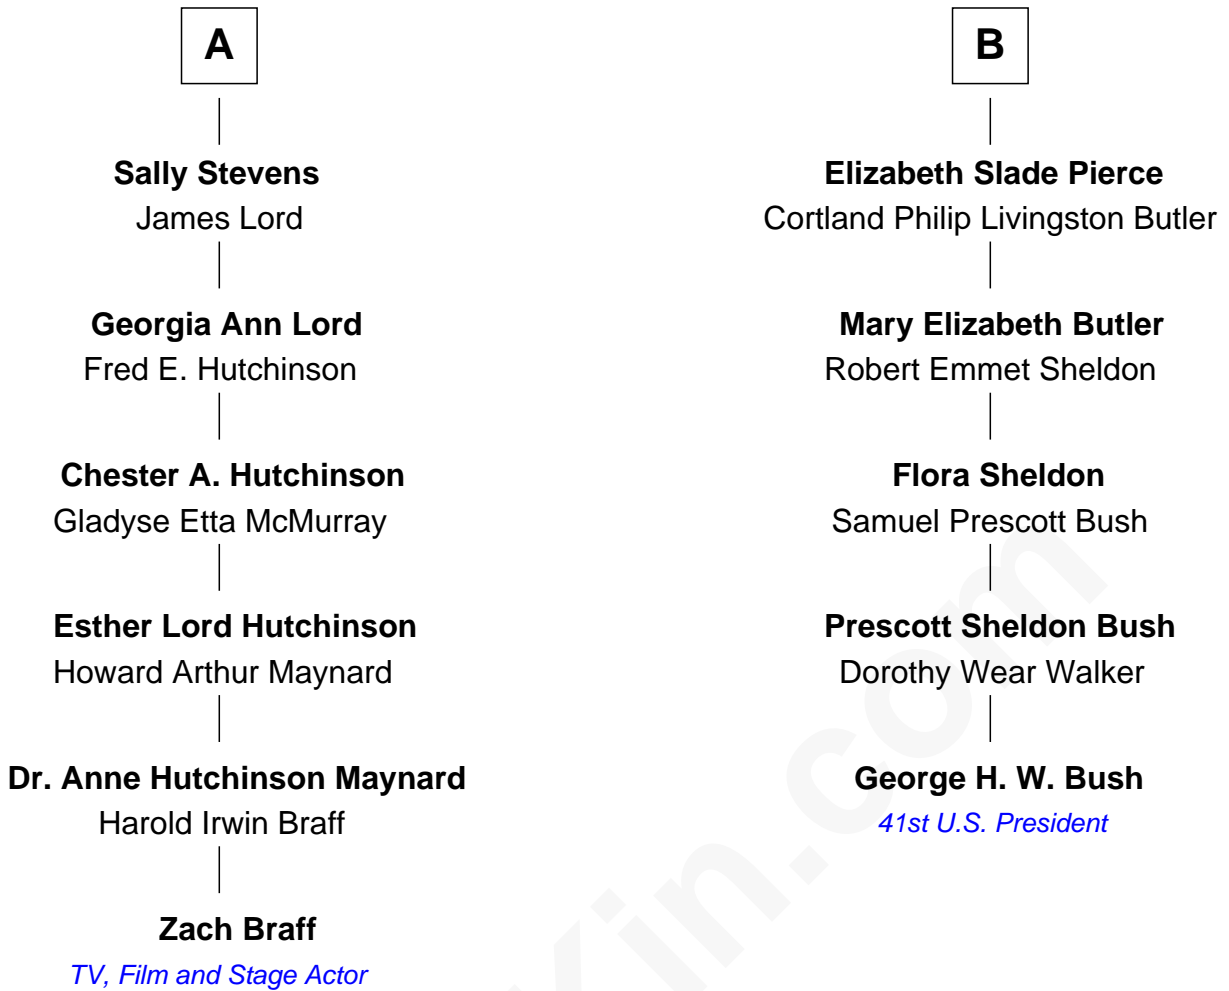 A
Sally Stevens
James Lord
Georgia Ann Lord
Fred E. Hutchinson
Chester A. Hutchinson
Gladyse Etta McMurray
Esther Lord Hutchinson
Howard Arthur Maynard
Dr. Anne Hutchinson Maynard
Harold Irwin Braff
Zach Braff
TV, Film and Stage Actor
B
Elizabeth Slade Pierce
Cortland Philip Livingston Butler
Mary Elizabeth Butler
Robert Emmet Sheldon
Flora Sheldon
Samuel Prescott Bush
Prescott Sheldon Bush
Dorothy Wear Walker
George H. W. Bush
41st U.S. President
Kin.com